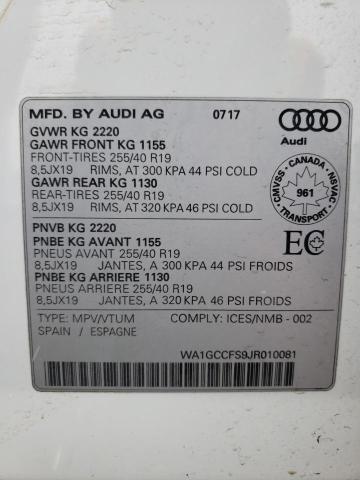 MFD. BY AUDI AG 07/17
GVWR KG 2220
GAWR FRONT KG 1155
FRONT-TIRES 255/40 R19
8,5JX19 RIMS, AT 300 KPA 44 PSI COLD
GAWR REAR KG 1130
REAR-TIRES 255/40 R19
8,5JX19 RIMS, AT 320 KPA 46 PSI COLD
PNVB KG 2220
PNBE KG AVANT 1155
PNEUS AVANT 255/40 R19
8,5JX19 JANTES, A 300 KPA 44 PSI FROIDS
PNBE KG ARRIERE 1130
PNEUS ARRIERE 255/40 R19
8,5JX19 JANTES, A 320 KPA 46 PSI FROIDS
TYPE: MPV/VTUM COMPLY: ICES/NMB - 002
SPAIN / ESPAGNE
WA1GCCFS9JR010081
Audi
CMVSS - CANADA - NSVAC
961
TRANSPORT
EC